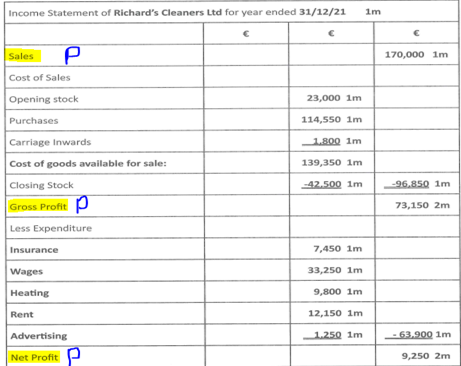 Income Statement of Richard's Cleaners Ltd for year ended 31/12/21 1m
€ € €
Sales P 170,000 1m
Cost of Sales
Opening stock 23,000 1m
Purchases 114,550 1m
Carriage Inwards 1,800 1m
Cost of goods available for sale: 139,350 1m
Closing Stock -42,500 1m -96,850 1m
Gross Profit P 73,150 2m
Less Expenditure
Insurance 7,450 1m
Wages 33,250 1m
Heating 9,800 1m
Rent 12,150 1m
Advertising 1,250 1m - 63,900 1m
Net Profit P 9,250 2m